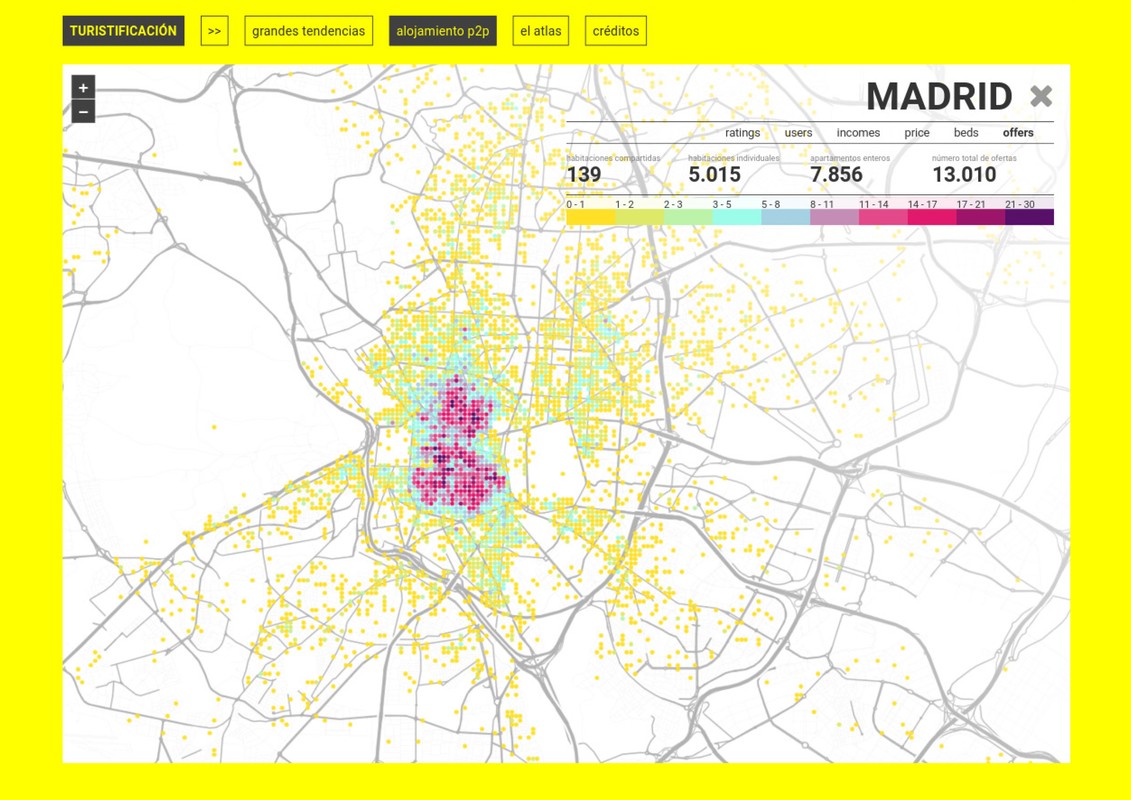 TURISTIFICACIÓN >> grandes tendencias alojamiento p2p el atlas créditos
+
MADRID ✖
−
ratings users incomes price beds offers
habitaciones compartidas habitaciones individuales apartamentos enteros número total de ofertas
139 5.015 7.856 13.010
0 - 1 1 - 2 2 - 3 3 - 5 5 - 8 8 - 11 11 - 14 14 - 17 17 - 21 21 - 30